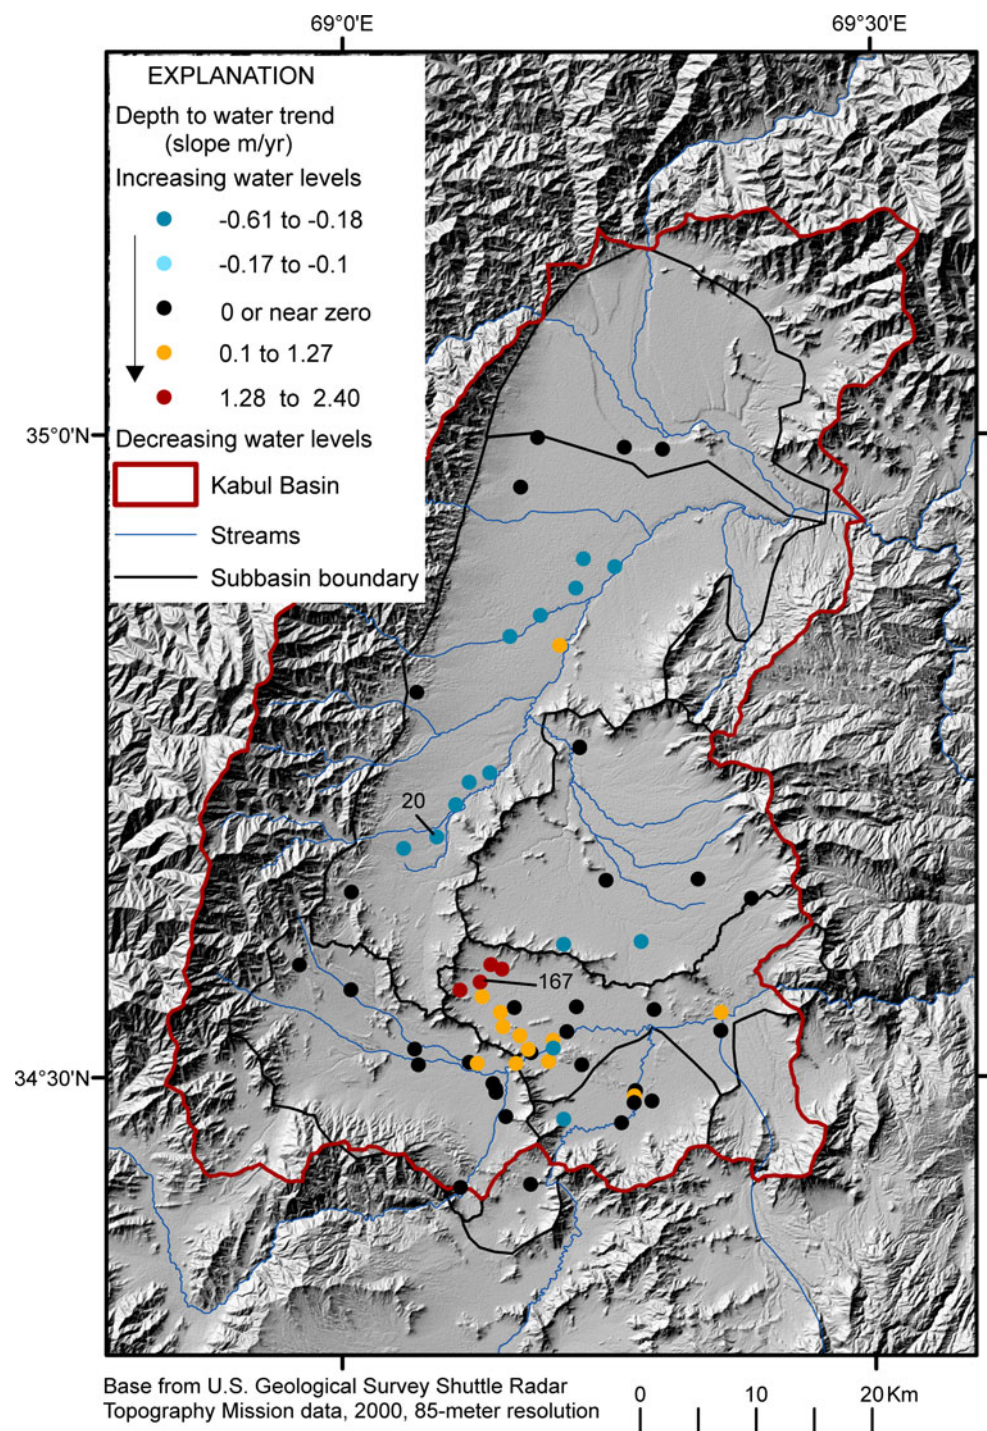 69°0'E
69°30'E
EXPLANATION
Depth to water trend
(slope m/yr)
Increasing water levels
-0.61 to -0.18
-0.17 to -0.1
0 or near zero
0.1 to 1.27
1.28 to 2.40
Decreasing water levels
Kabul Basin
Streams
Subbasin boundary
35°0'N
20
167
34°30'N
Base from U.S. Geological Survey Shuttle Radar
Topography Mission data, 2000, 85-meter resolution
0 10 20 Km